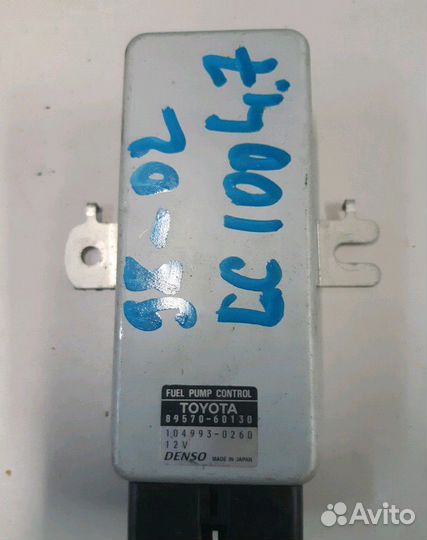 98-02
LC 100 4.7
FUEL PUMP CONTROL
TOYOTA
89570-60130
104993-0260
12V
DENSO MADE IN JAPAN
Avito